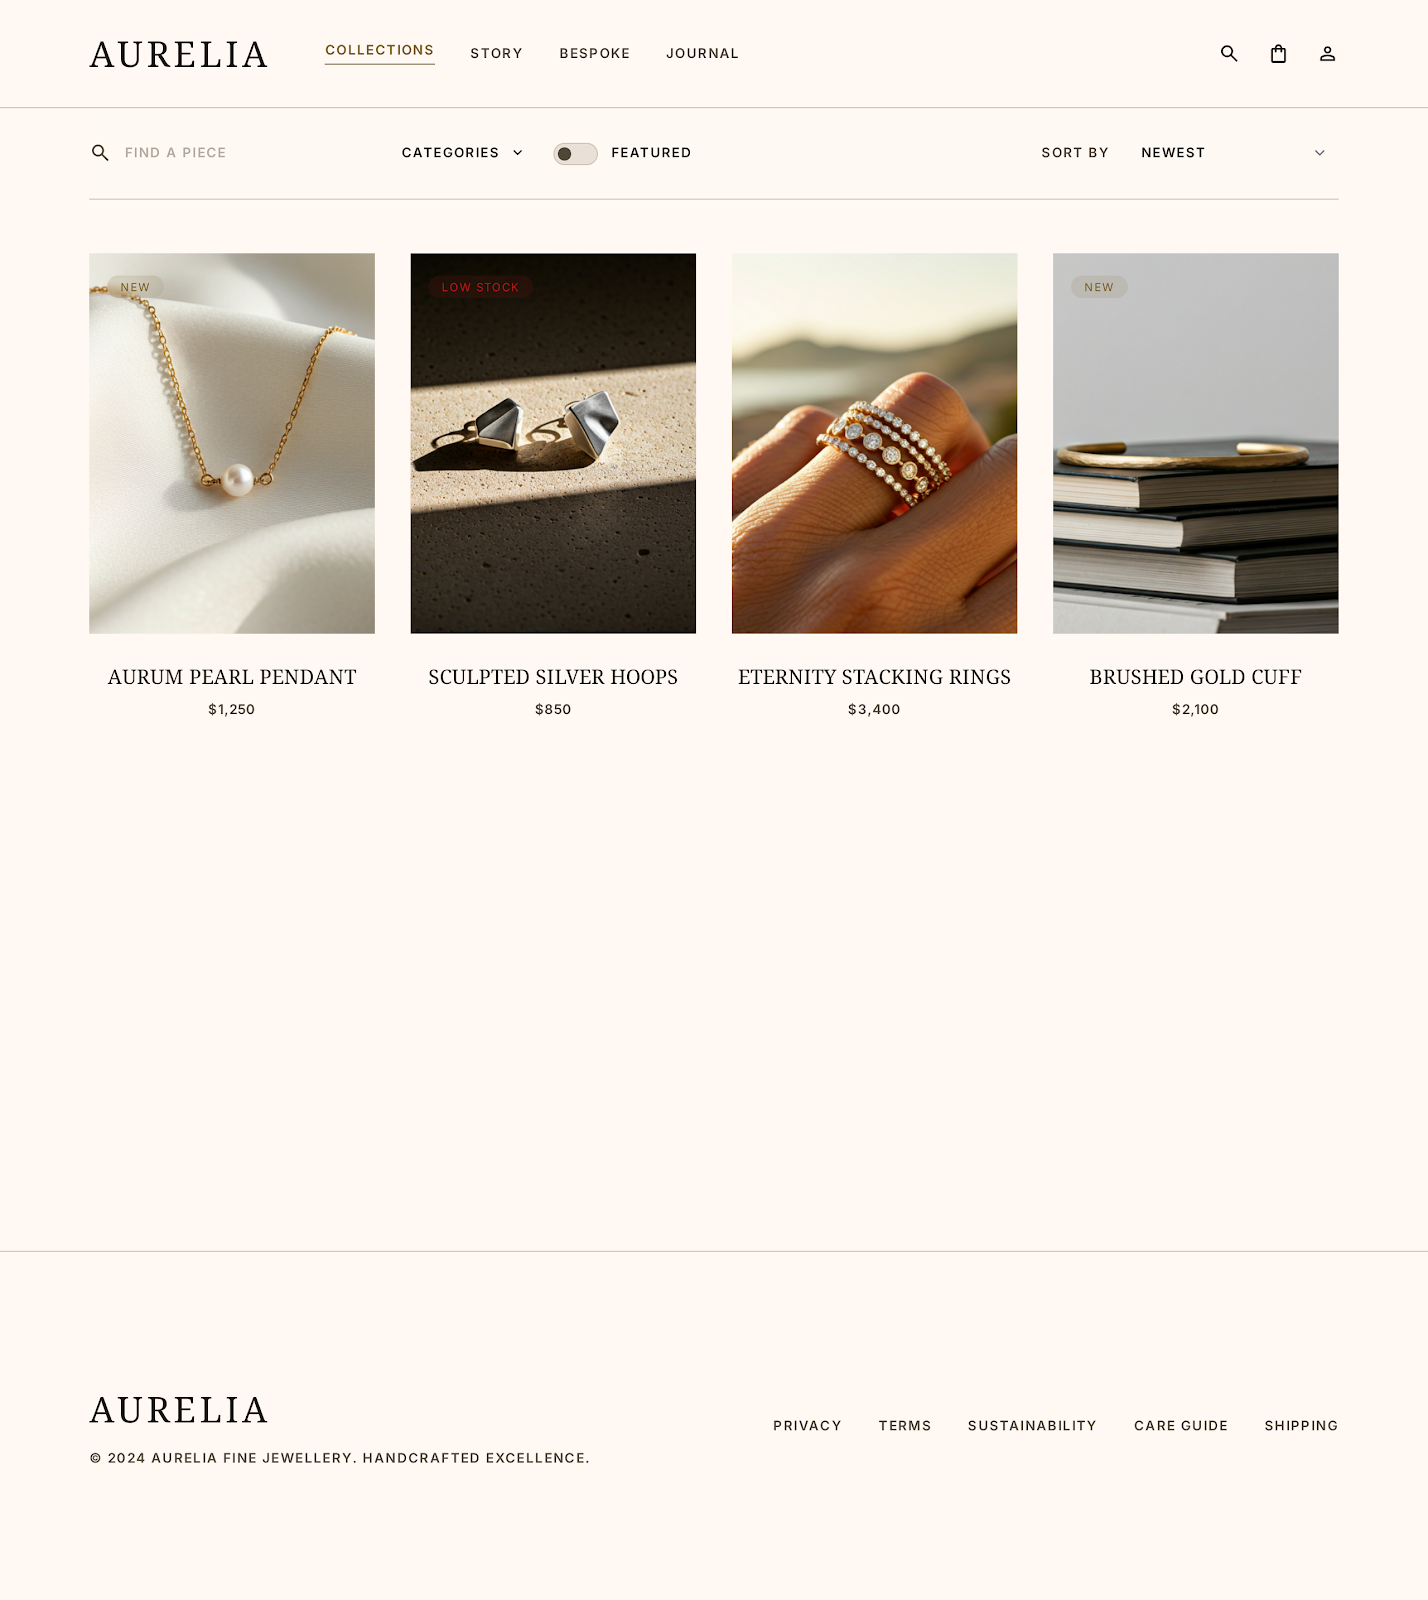 AURELIA
COLLECTIONS STORY BESPOKE JOURNAL
FIND A PIECE
CATEGORIES
FEATURED
SORT BY NEWEST
NEW
LOW STOCK
NEW
AURUM PEARL PENDANT
$1,250
SCULPTED SILVER HOOPS
$850
ETERNITY STACKING RINGS
$3,400
BRUSHED GOLD CUFF
$2,100
AURELIA
© 2024 AURELIA FINE JEWELLERY. HANDCRAFTED EXCELLENCE.
PRIVACY TERMS SUSTAINABILITY CARE GUIDE SHIPPING